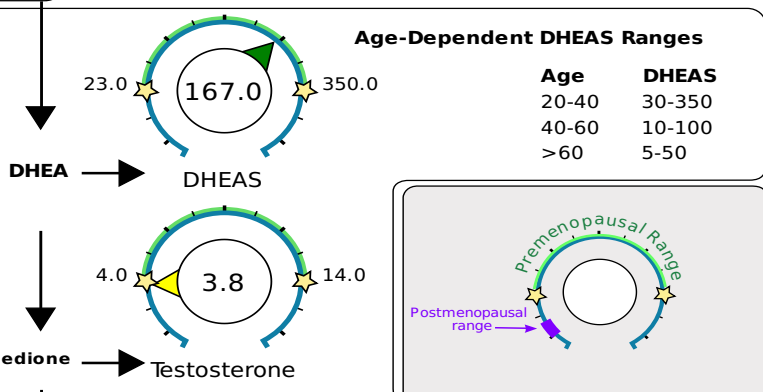 Age-Dependent DHEAS Ranges
Age DHEAS
20-40 30-350
40-60 10-100
>60 5-50
23.0 167.0 350.0
DHEA
DHEAS
4.0 3.8 14.0
edione
Testosterone
Premenopausal Range
Postmenopausal
range